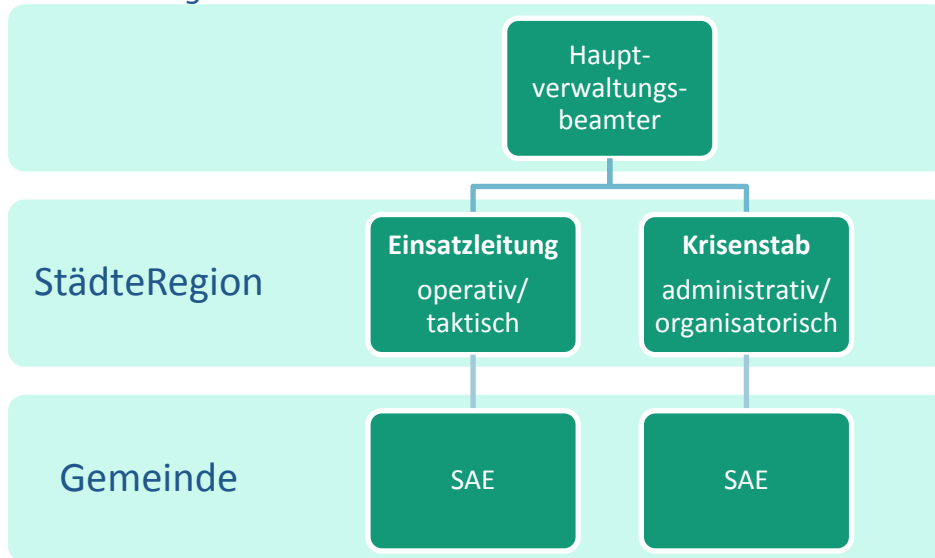 Haupt-
verwaltungs-
beamter
StädteRegion
Einsatzleitung
operativ/
taktisch
Krisenstab
administrativ/
organisatorisch
Gemeinde
SAE
SAE